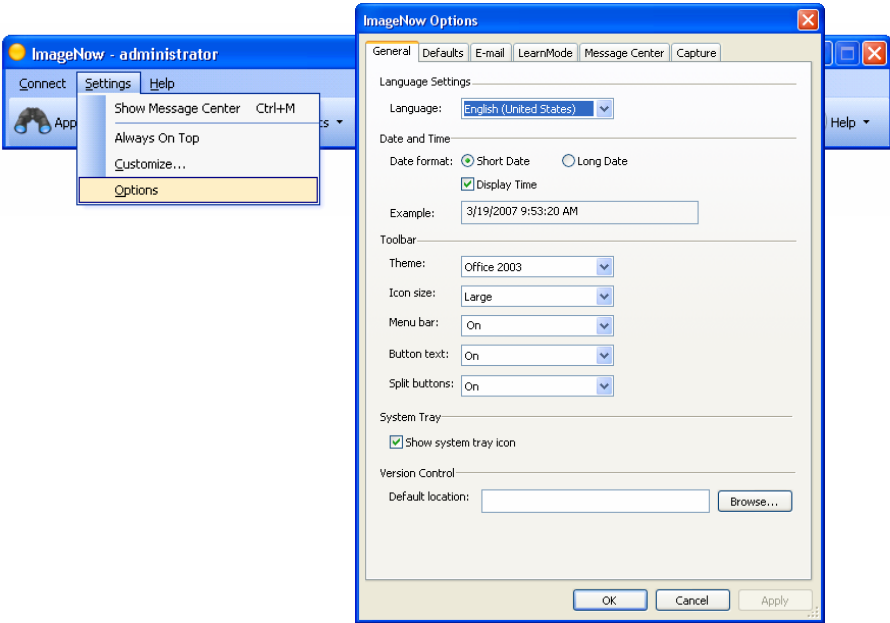 ImageNow - administrator
Connect Settings Help
App
Show Message Center Ctrl+M
Always On Top
Customize...
Options
cs
Help
ImageNow Options
General Defaults E-mail LearnMode Message Center Capture
Language Settings
Language: English (United States)
Date and Time
Date format: Short Date Long Date
Display Time
Example: 3/19/2007 9:53:20 AM
Toolbar
Theme: Office 2003
Icon size: Large
Menu bar: On
Button text: On
Split buttons: On
System Tray
Show system tray icon
Version Control
Default location: Browse...
OK Cancel Apply